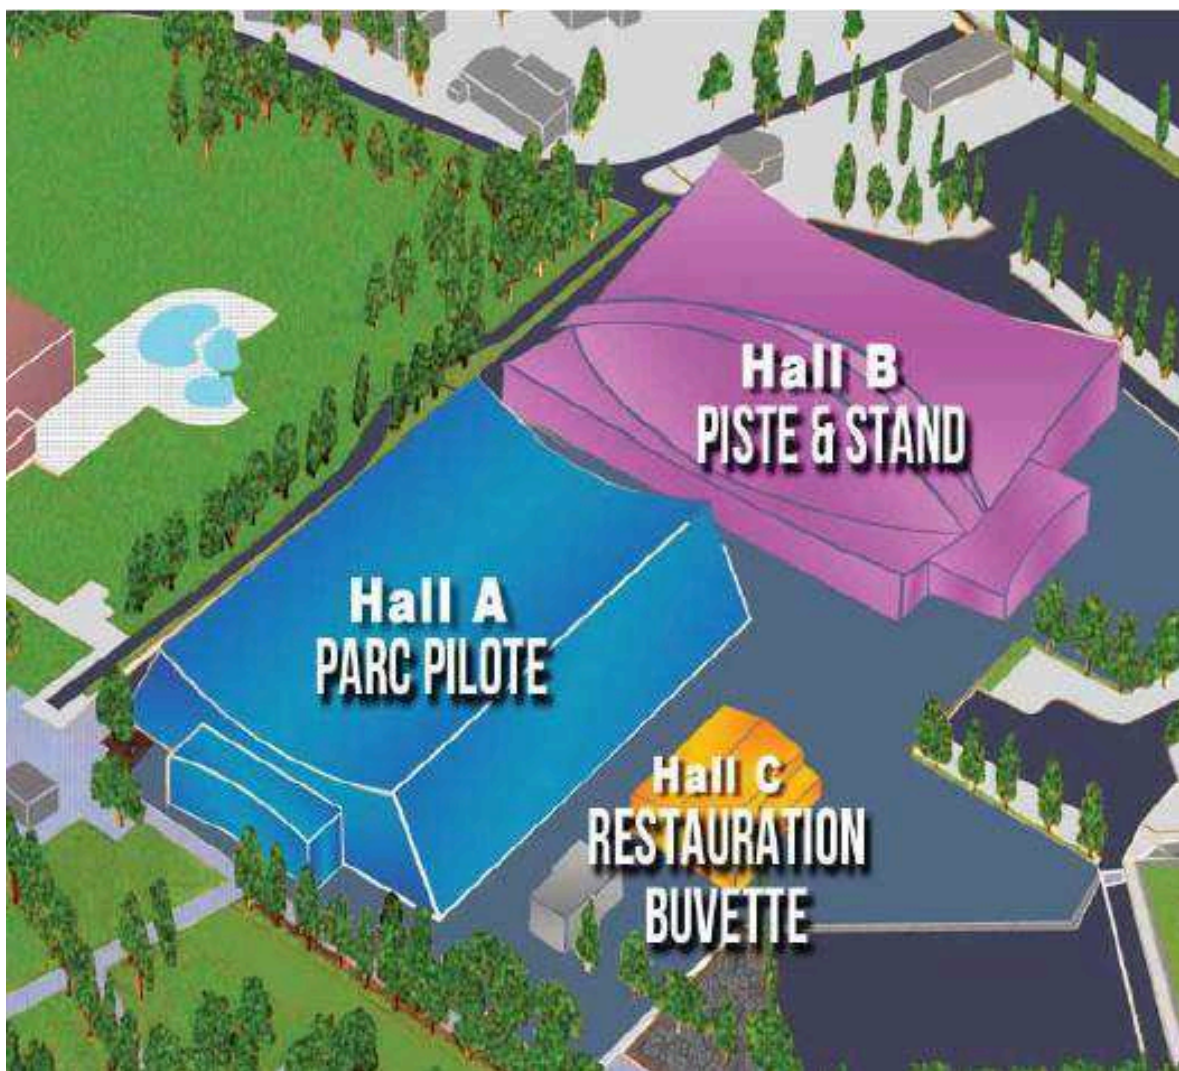 Hall B
PISTE & STAND
Hall A
PARC PILOTE
Hall C
RESTAURATION
BUVETTE